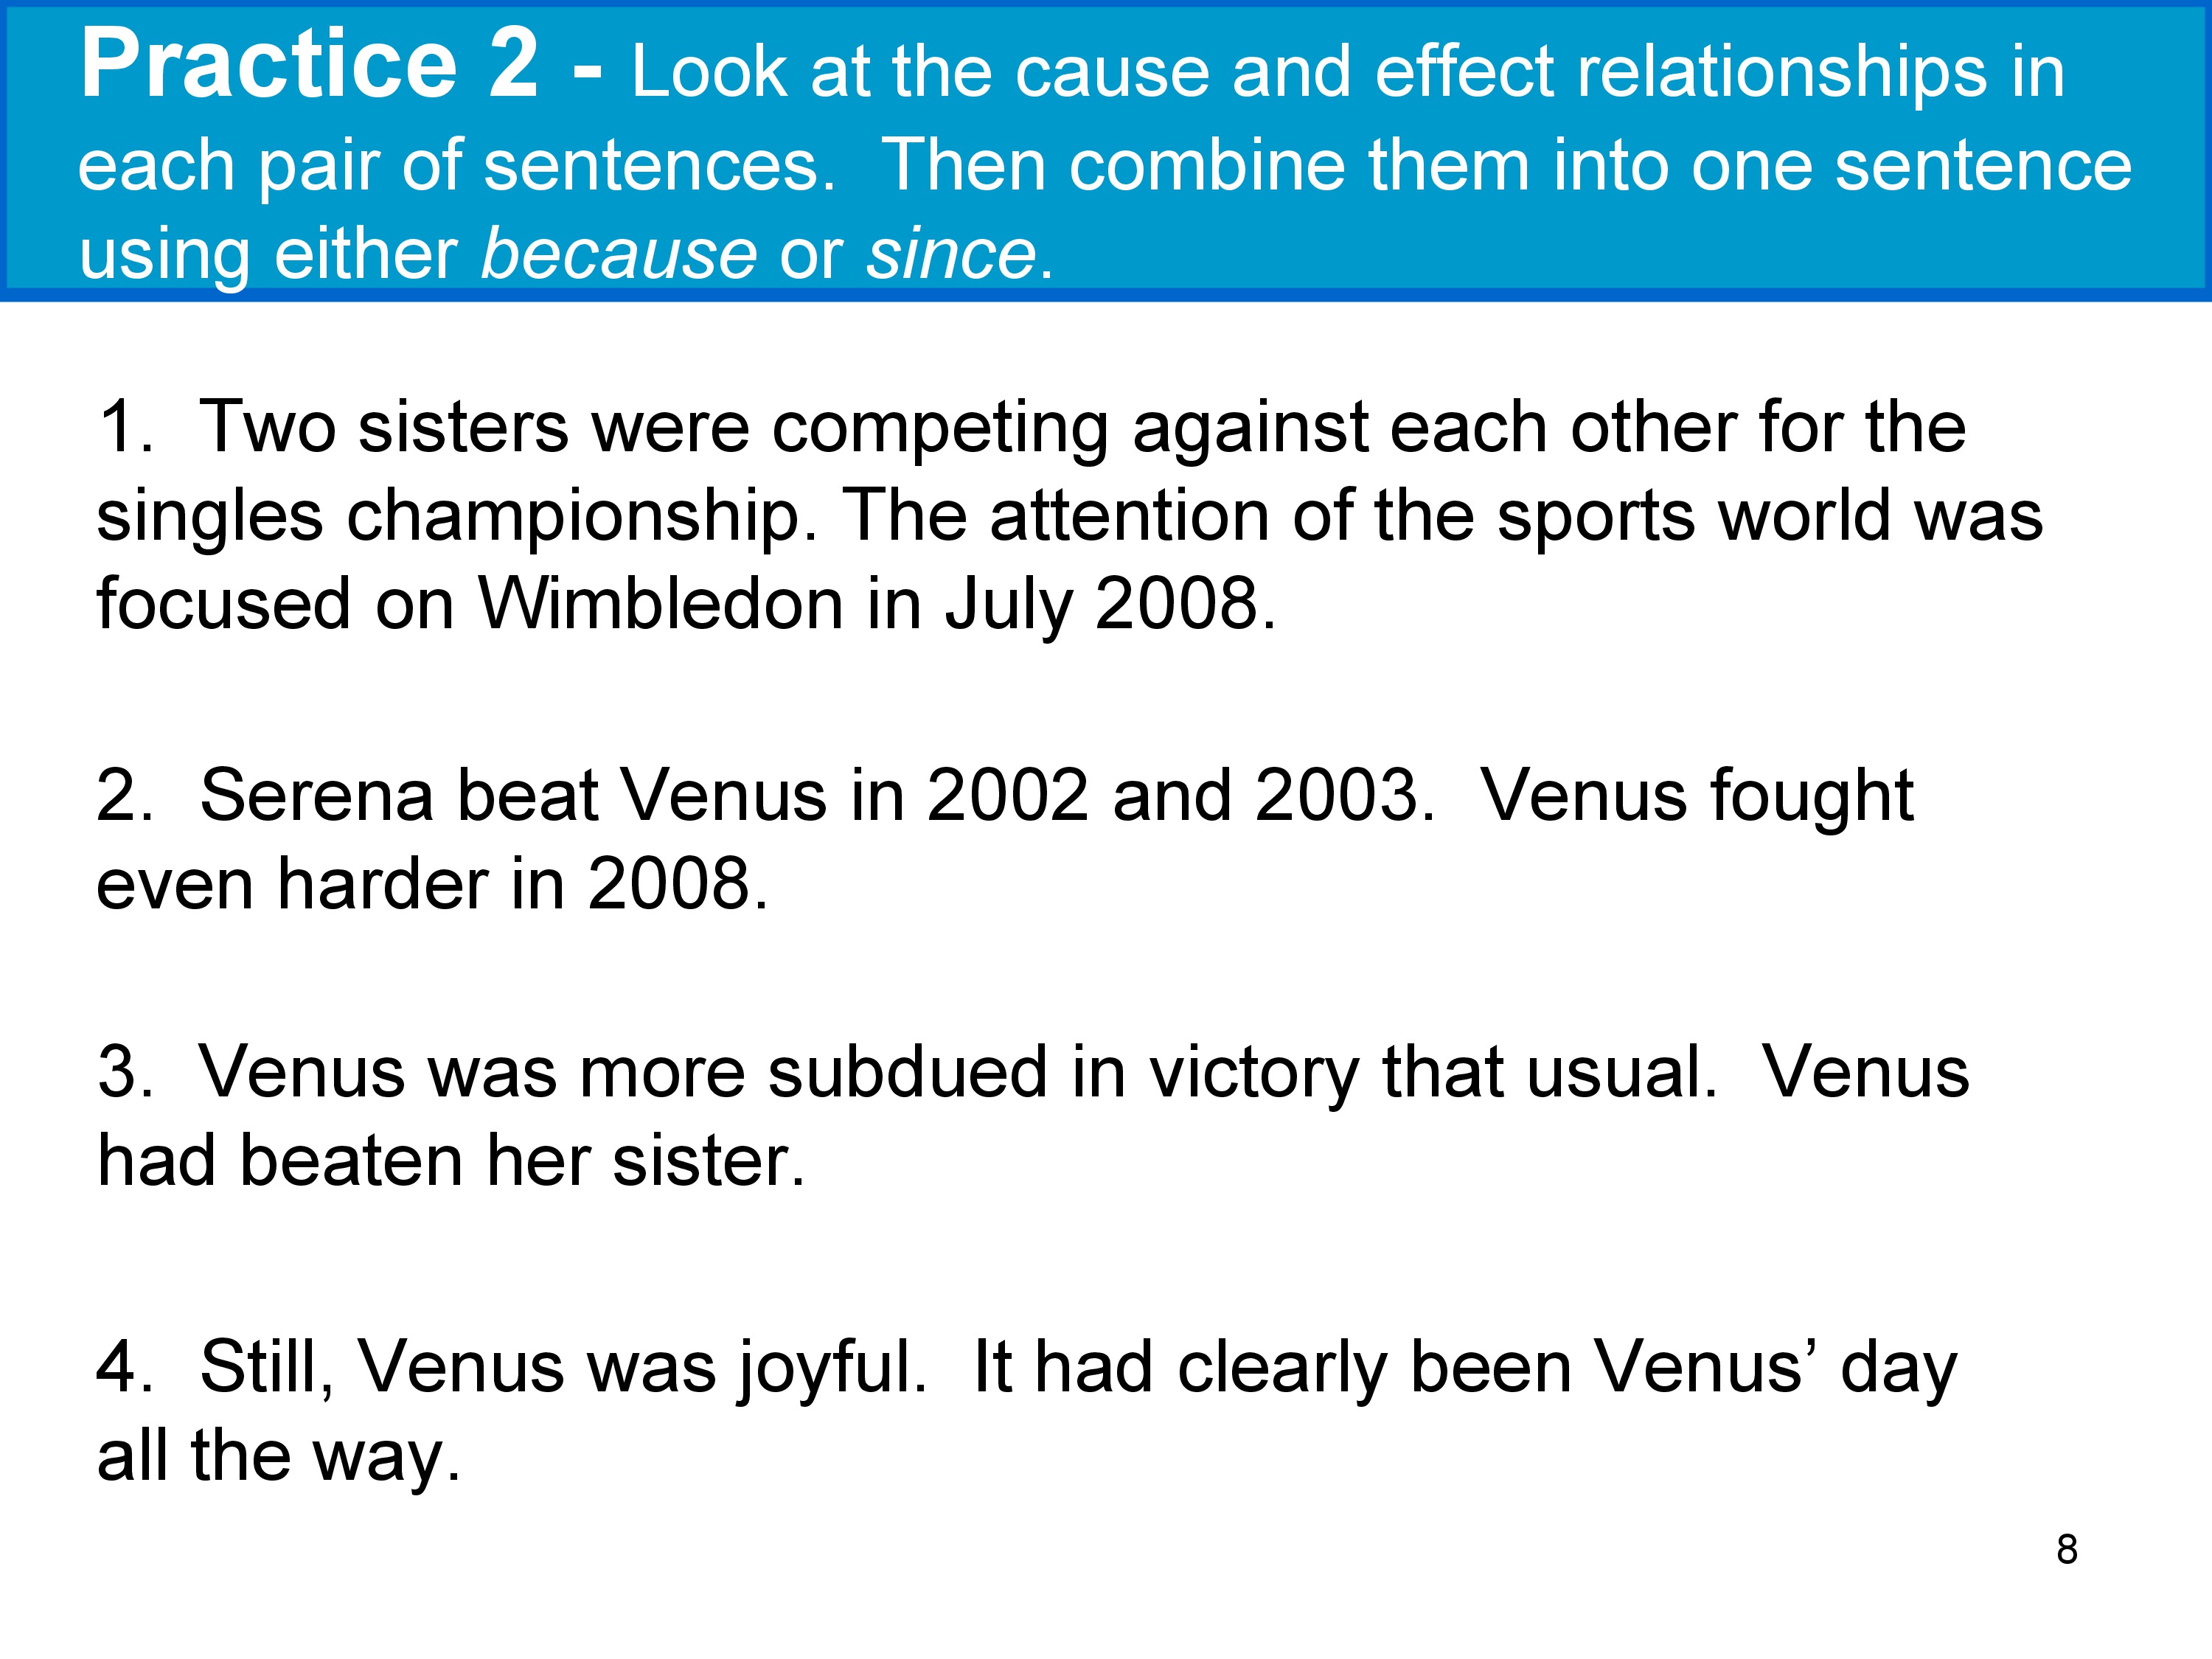 Practice 2 - Look at the cause and effect relationships in
each pair of sentences.  Then combine them into one sentence
using either because or since.
1.  Two sisters were competing against each other for the
singles championship. The attention of the sports world was
focused on Wimbledon in July 2008.
2.  Serena beat Venus in 2002 and 2003.  Venus fought
even harder in 2008.
3.  Venus was more subdued in victory that usual.  Venus
had beaten her sister.
4.  Still, Venus was joyful.  It had clearly been Venus’ day
all the way.
8